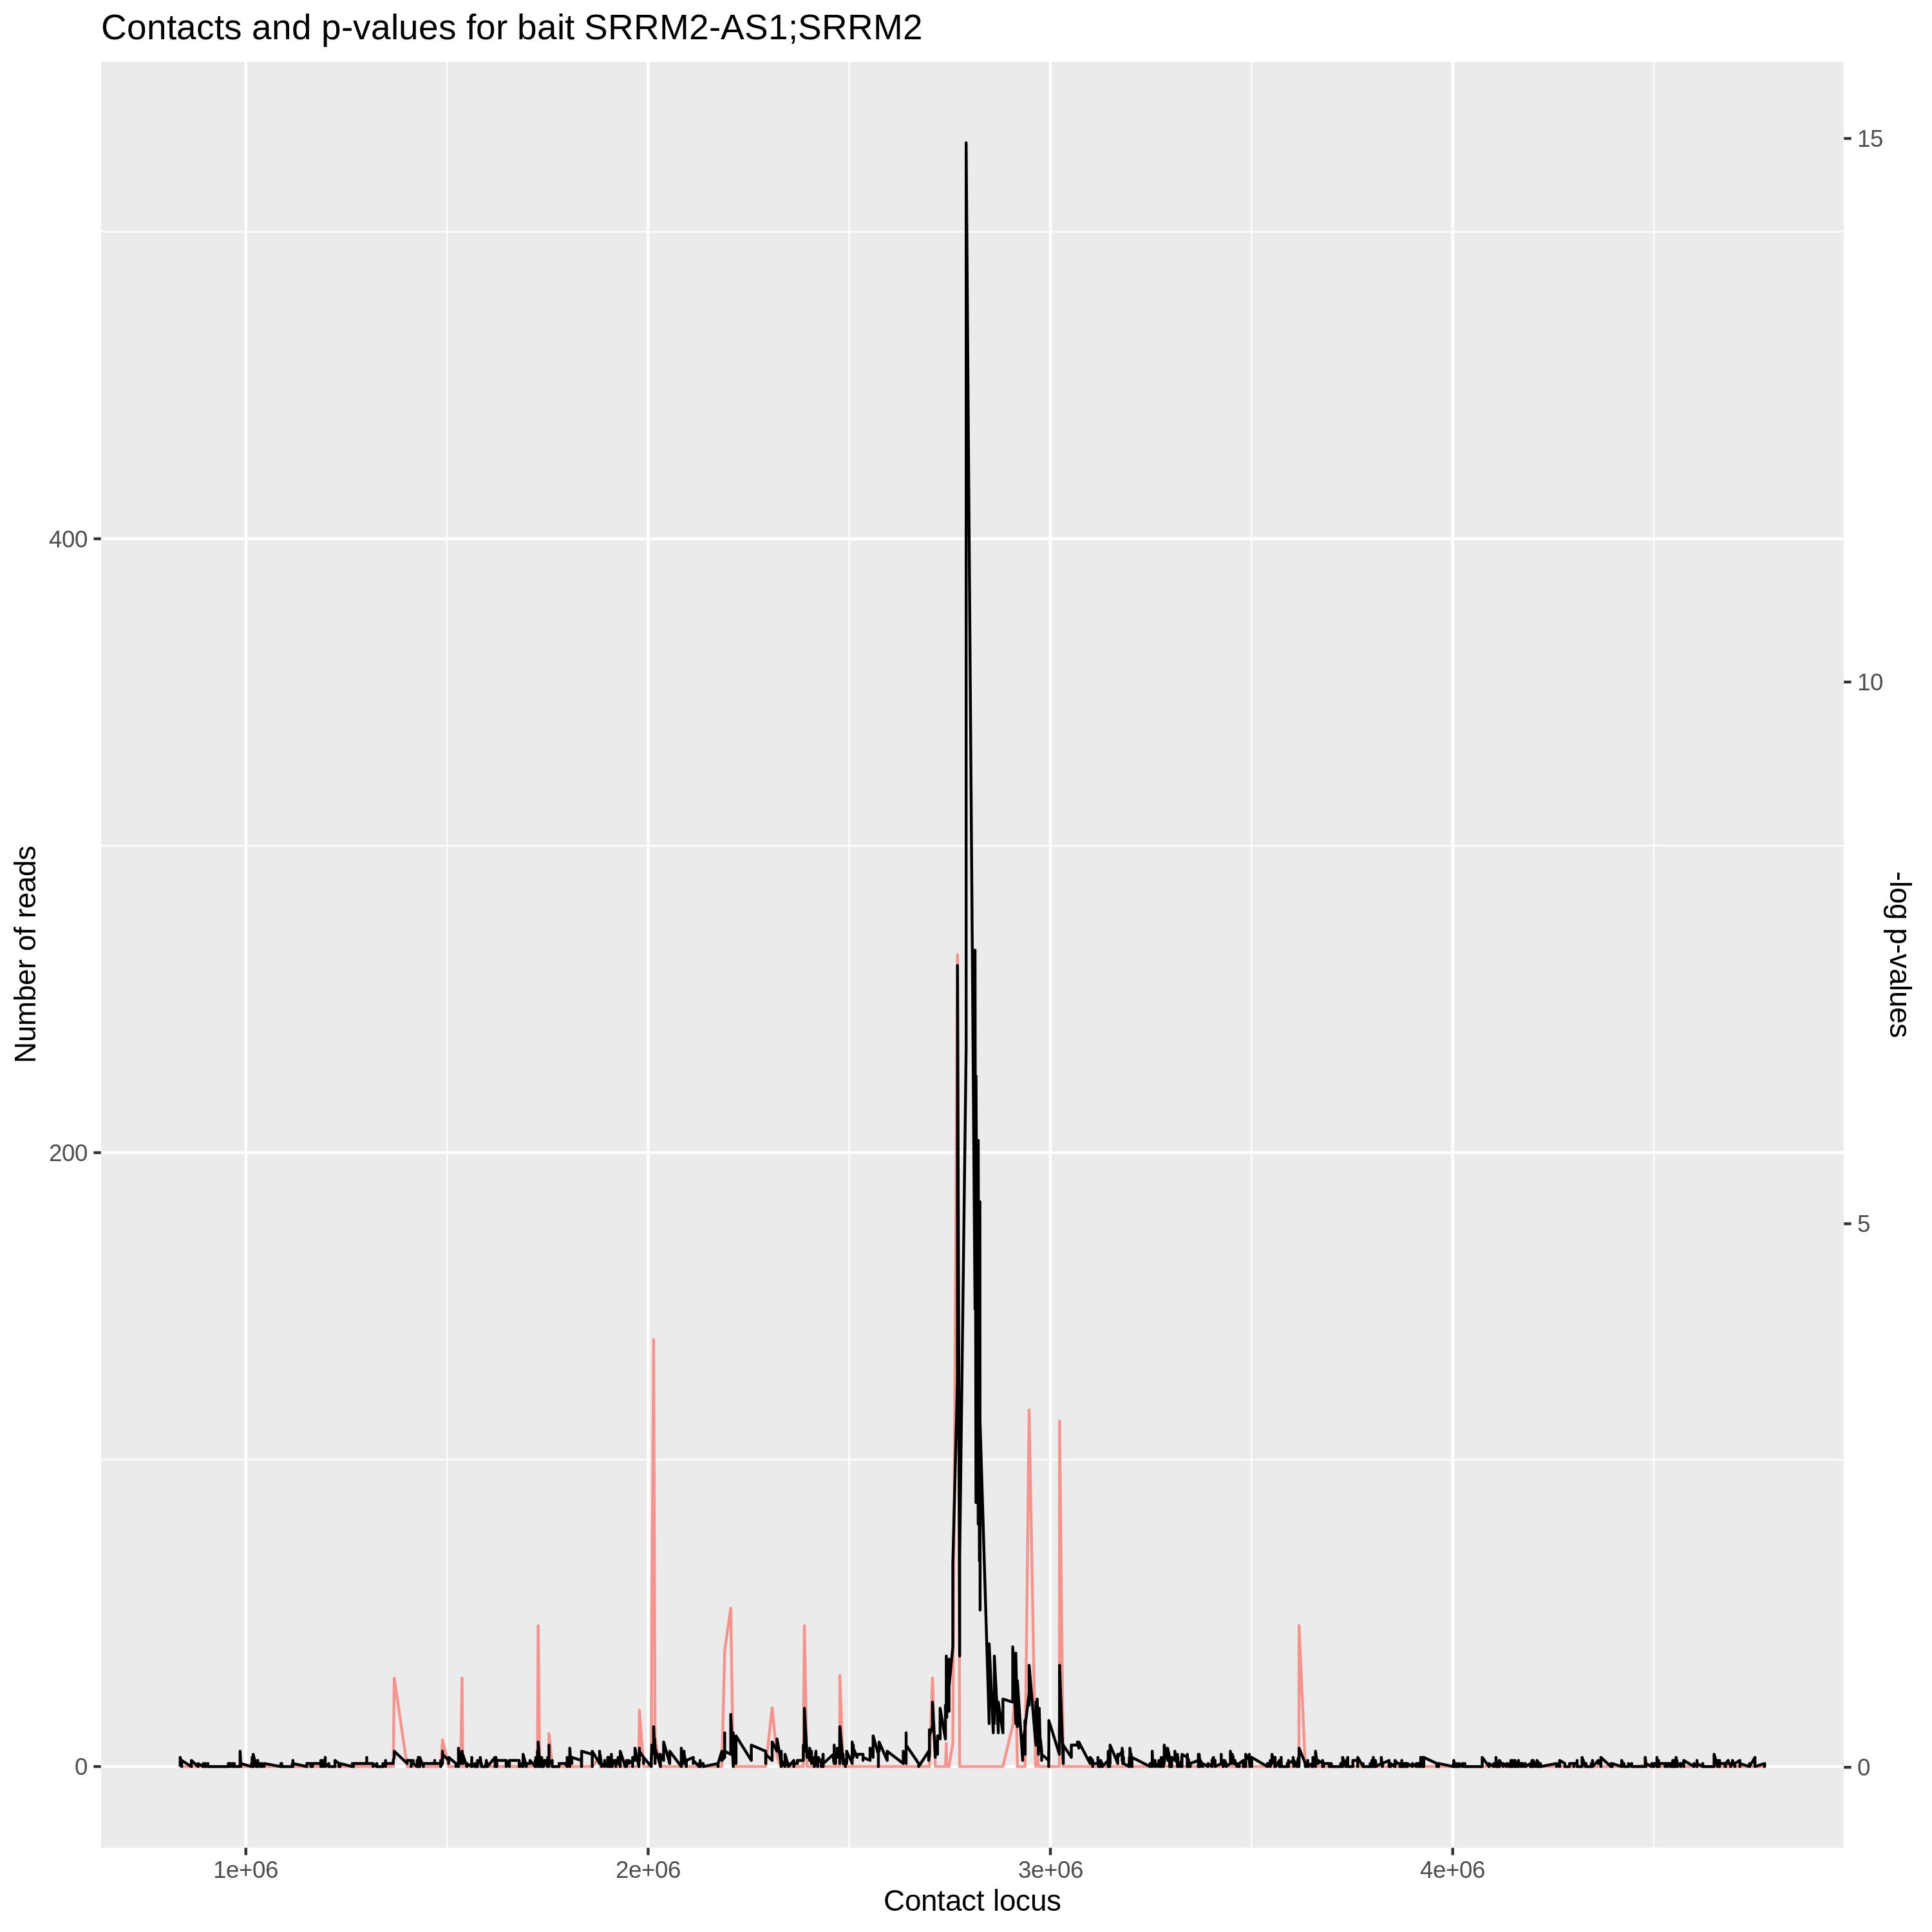 Contacts and p-values for bait SRRM2-AS1;SRRM2
15
400
10
Number of reads
-log p-values
200
5
0
0
1e+06
2e+06
3e+06
4e+06
Contact locus